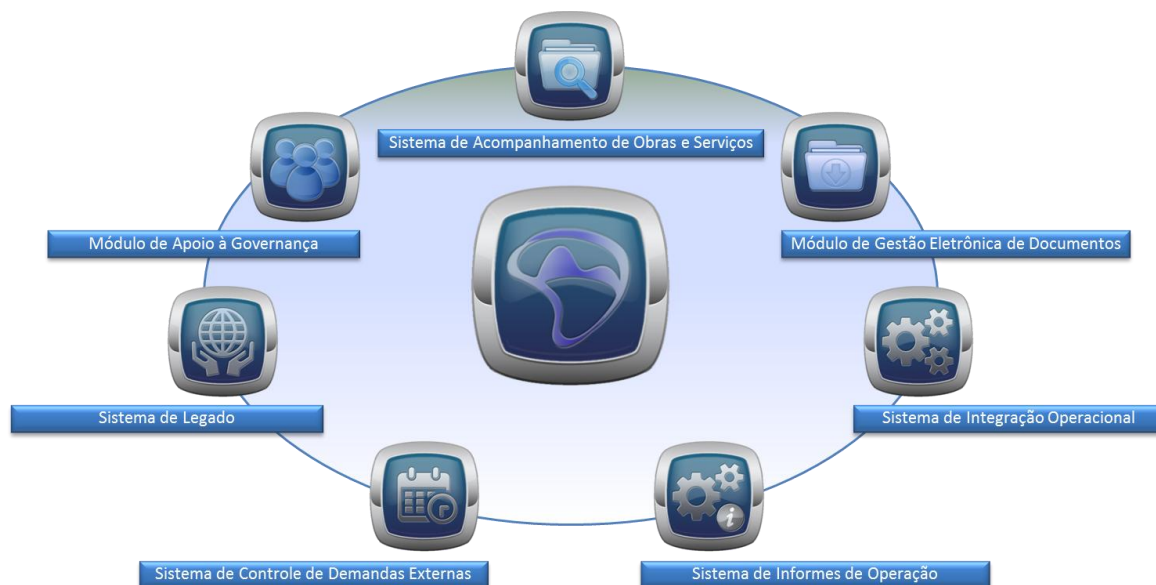 Sistema de Acompanhamento de Obras e Serviços
Módulo de Apoio à Governança
Módulo de Gestão Eletrônica de Documentos
Sistema de Legado
Sistema de Integração Operacional
Sistema de Controle de Demandas Externas
Sistema de Informes de Operação